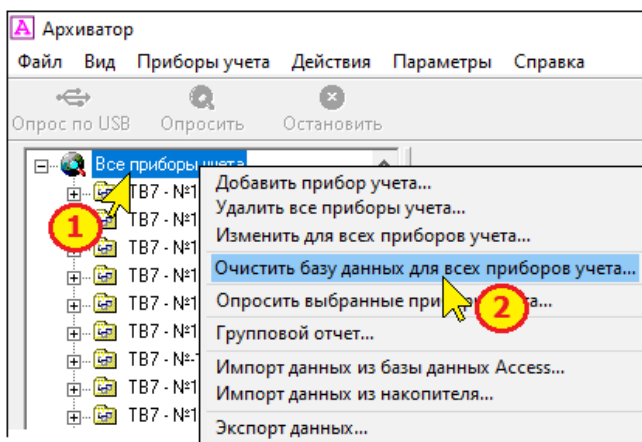 Архиватор
Файл Вид Приборы учета Действия Параметры Справка
Опрос по USB Опросить Остановить
Все приборы учета
ТВ7 - №1
ТВ7 - №1
ТВ7 - №1
ТВ7 - №1
ТВ7 - №1
ТВ7 - №1
ТВ7 - №-1
ТВ7 - №1
ТВ7 - №1
1
Добавить прибор учета...
Удалить все приборы учета...
Изменить для всех приборов учета...
Очистить базу данных для всех приборов учета...
2
Опросить выбранные
Групповой отчет...
Импорт данных из базы данных Access...
Импорт данных из накопителя...
Экспорт данных...